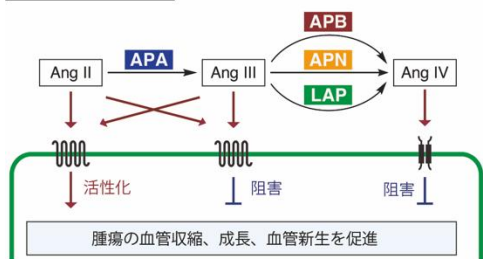 APB
Ang II
APA
Ang III
APN
Ang IV
LAP
活性化
阻害
阻害
腫瘍の血管収縮、成長、血管新生を促進